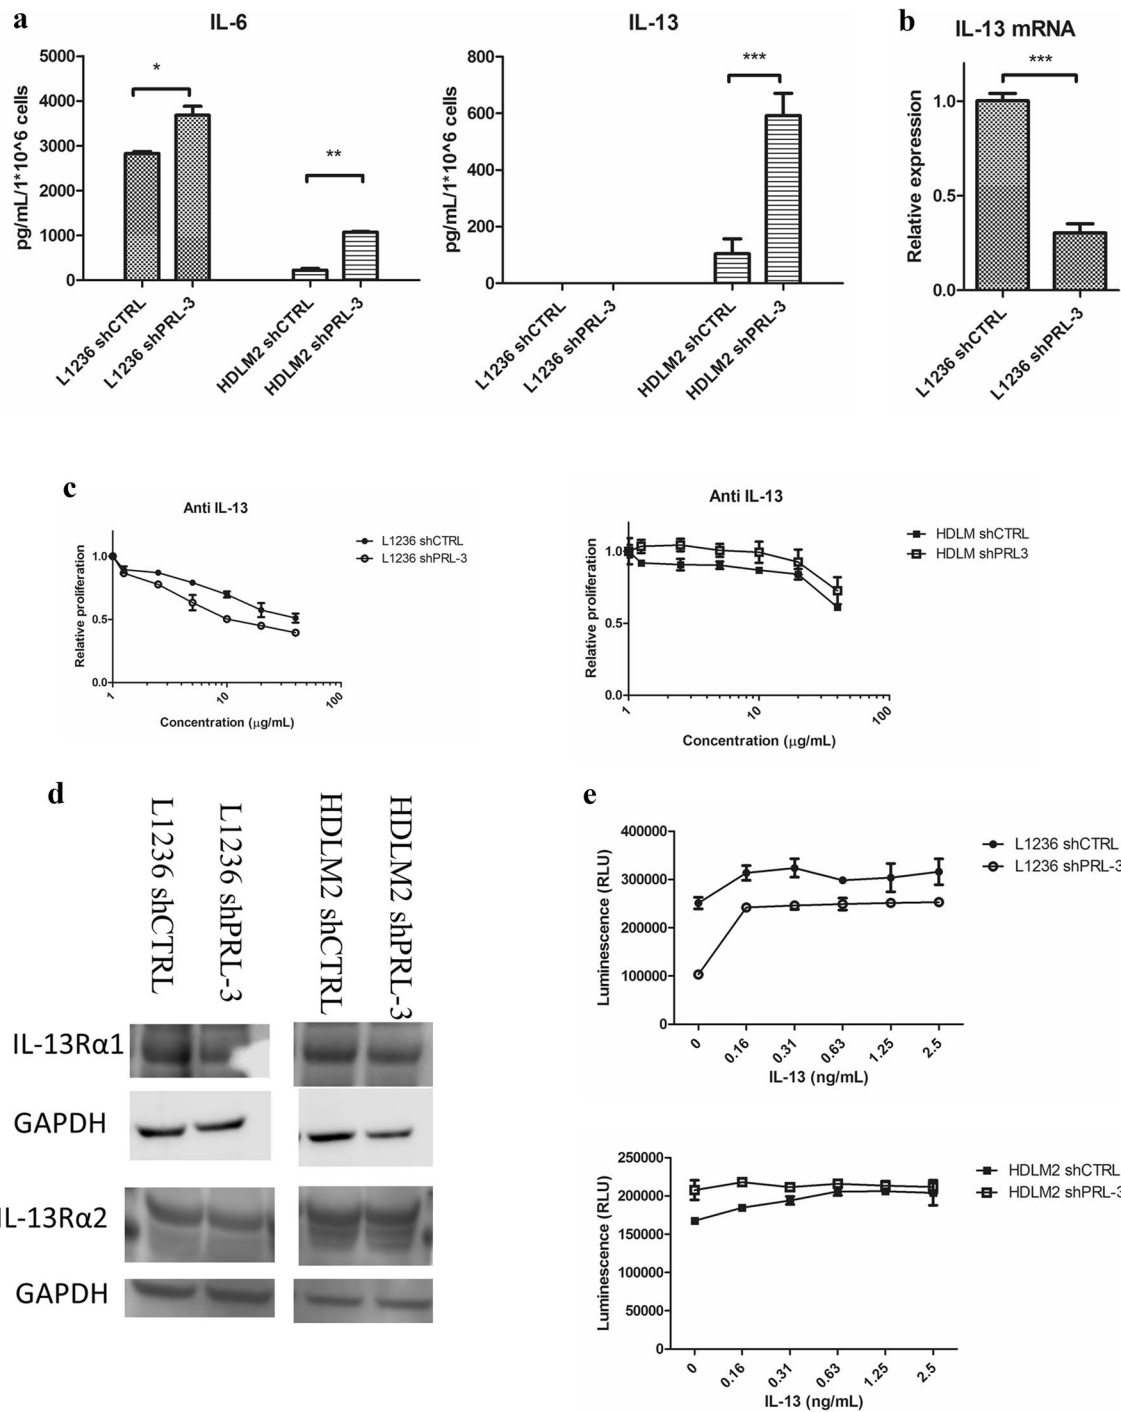 a
IL-6
pg/mL/1*10^6 cells
5000
4000
3000
2000
1000
0
*
**
L1236 shCTRL
L1236 shPRL-3
HDLM2 shCTRL
HDLM2 shPRL-3
IL-13
pg/mL/1*10^6 cells
800
600
400
200
0
***
L1236 shCTRL
L1236 shPRL-3
HDLM2 shCTRL
HDLM2 shPRL-3
b
IL-13 mRNA
Relative expression
1.0
0.5
0.0
***
L1236 shCTRL
L1236 shPRL-3
c
Anti IL-13
Relative proliferation
1.0
0.5
0.0
1
10
100
Concentration (µg/mL)
L1236 shCTRL
L1236 shPRL-3
Anti IL-13
Relative proliferation
1.0
0.5
0.0
1
10
100
Concentration (µg/mL)
HDLM shCTRL
HDLM shPRL3
d
L1236 shCTRL
L1236 shPRL-3
HDLM2 shCTRL
HDLM2 shPRL-3
IL-13Rα1
GAPDH
IL-13Rα2
GAPDH
e
Luminescence (RLU)
400000
300000
200000
100000
0
0
0.16
0.31
0.63
1.25
2.5
IL-13 (ng/mL)
L1236 shCTRL
L1236 shPRL-3
Luminescence (RLU)
250000
200000
150000
100000
50000
0
0
0.16
0.31
0.63
1.25
2.5
IL-13 (ng/mL)
HDLM2 shCTRL
HDLM2 shPRL-3